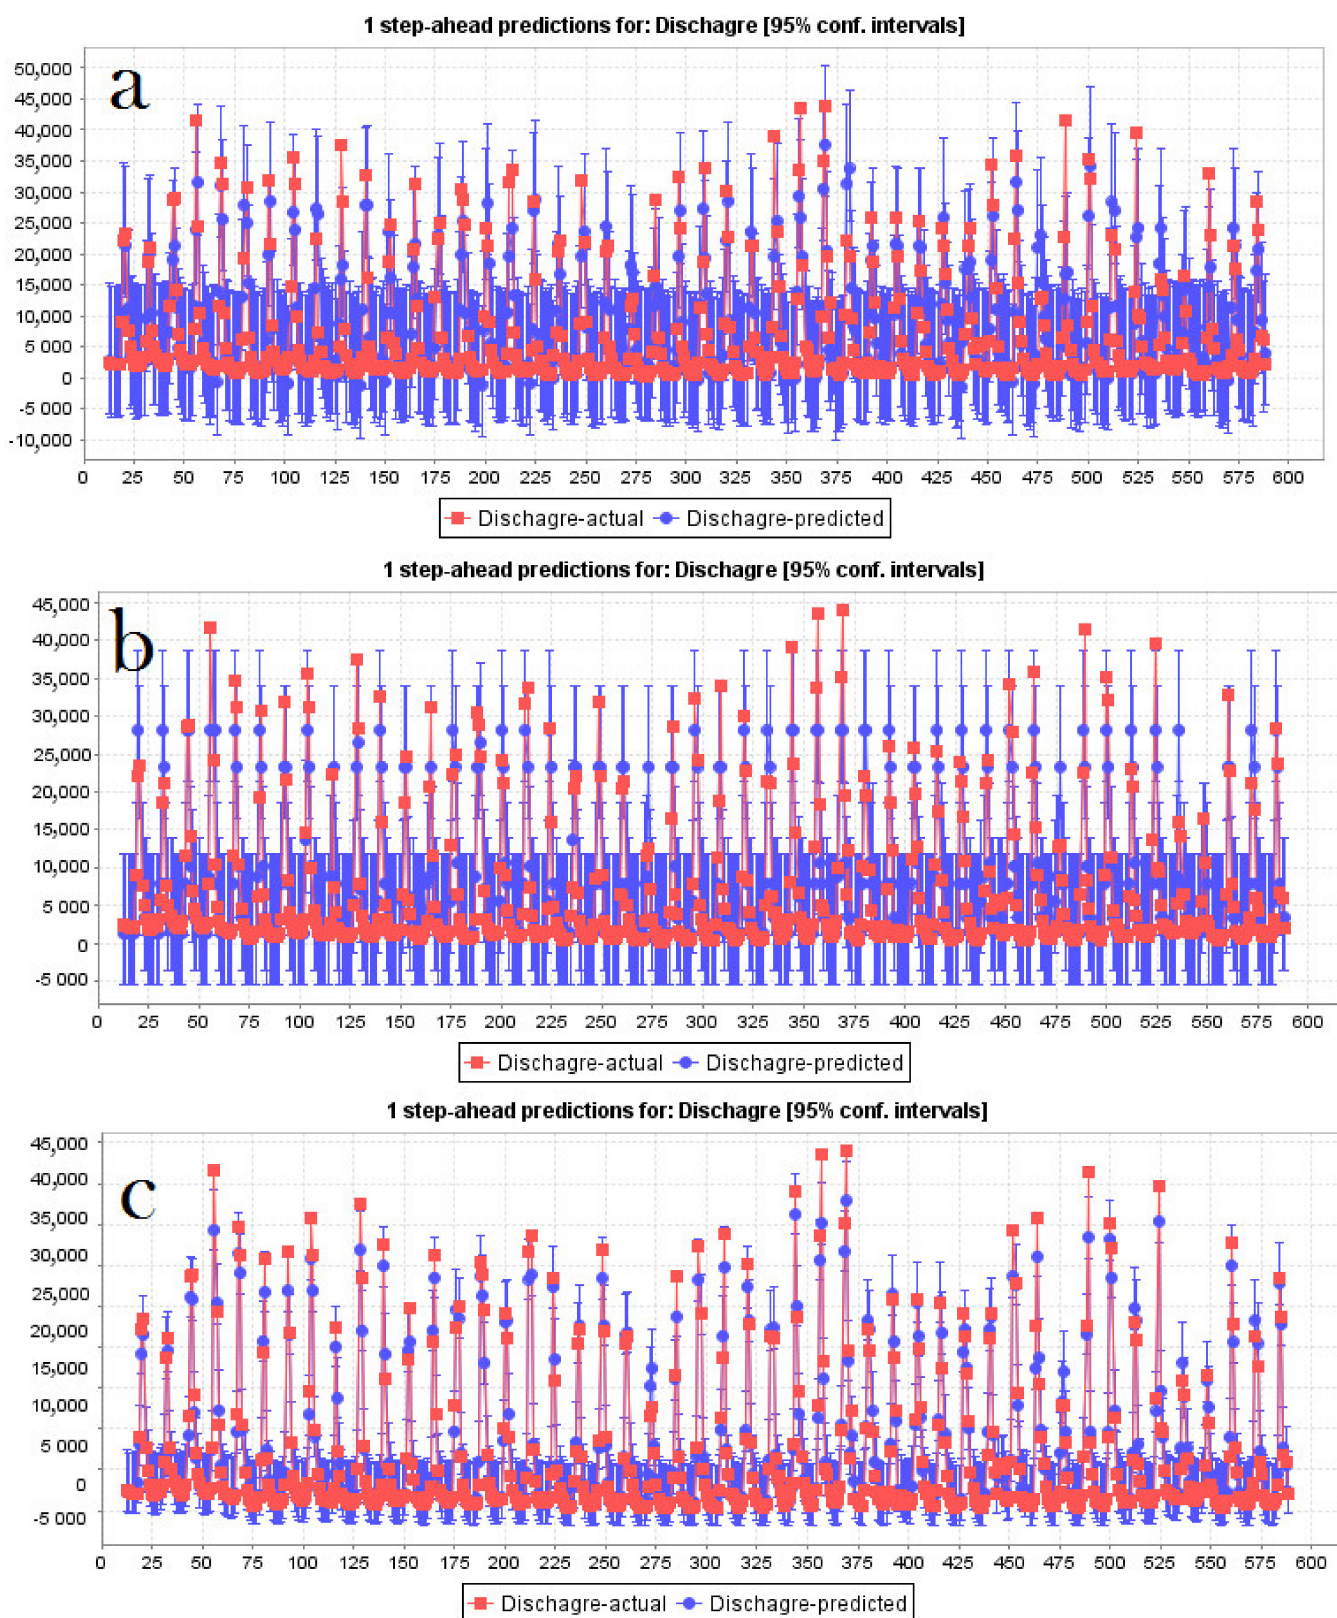 1 step-ahead predictions for: Dischagre [95% conf. intervals]
a
50,000
45,000
40,000
35,000
30,000
25,000
20,000
15,000
10,000
5 000
0
-5,000
-10,000
0 25 50 75 100 125 150 175 200 225 250 275 300 325 350 375 400 425 450 475 500 525 550 575 600
Dischagre-actual Dischagre-predicted
1 step-ahead predictions for: Dischagre [95% conf. intervals]
b
45,000
40,000
35,000
30,000
25,000
20,000
15,000
10,000
5 000
0
-5,000
0 25 50 75 100 125 150 175 200 225 250 275 300 325 350 375 400 425 450 475 500 525 550 575 600
Dischagre-actual Dischagre-predicted
1 step-ahead predictions for: Dischagre [95% conf. intervals]
c
45,000
40,000
35,000
30,000
25,000
20,000
15,000
10,000
5 000
0
-5 000
0 25 50 75 100 125 150 175 200 225 250 275 300 325 350 375 400 425 450 475 500 525 550 575 600
Dischagre-actual Dischagre-predicted